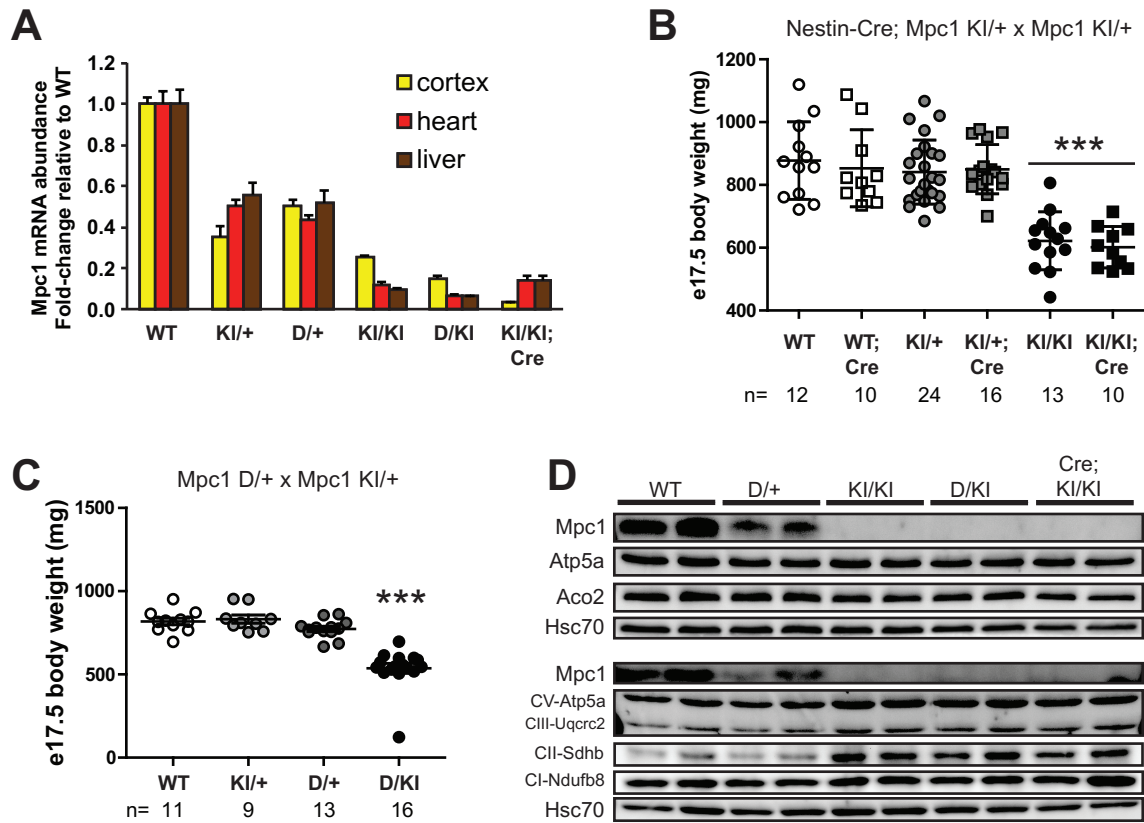 A
Mpc1 mRNA abundance
Fold-change relative to WT
1.2
1.0
0.8
0.6
0.4
0.2
0.0
cortex
heart
liver
WT
KI/+
D/+
KI/KI
D/KI
KI/KI;
Cre
B
Nestin-Cre; Mpc1 KI/+ x Mpc1 KI/+
e17.5 body weight (mg)
1200
1000
800
600
400
***
WT
WT;
Cre
KI/+
KI/+;
Cre
KI/KI
KI/KI;
Cre
n= 12 10 24 16 13 10
C
Mpc1 D/+ x Mpc1 KI/+
e17.5 body weight (mg)
1500
1000
500
0
***
WT KI/+ D/+ D/KI
n= 11 9 13 16
D
WT D/+ KI/KI D/KI Cre;
KI/KI
Mpc1
Atp5a
Aco2
Hsc70
Mpc1
CV-Atp5a
CIII-Uqcrc2
CII-Sdhb
CI-Ndufb8
Hsc70